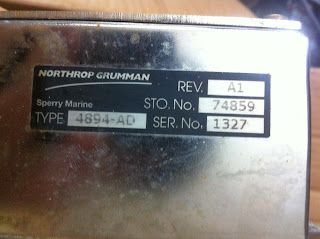 NORTHROP GRUMMAN
REV. A1
Sperry Marine STO. No. 74859
TYPE 4894-AD SER. No. 1327